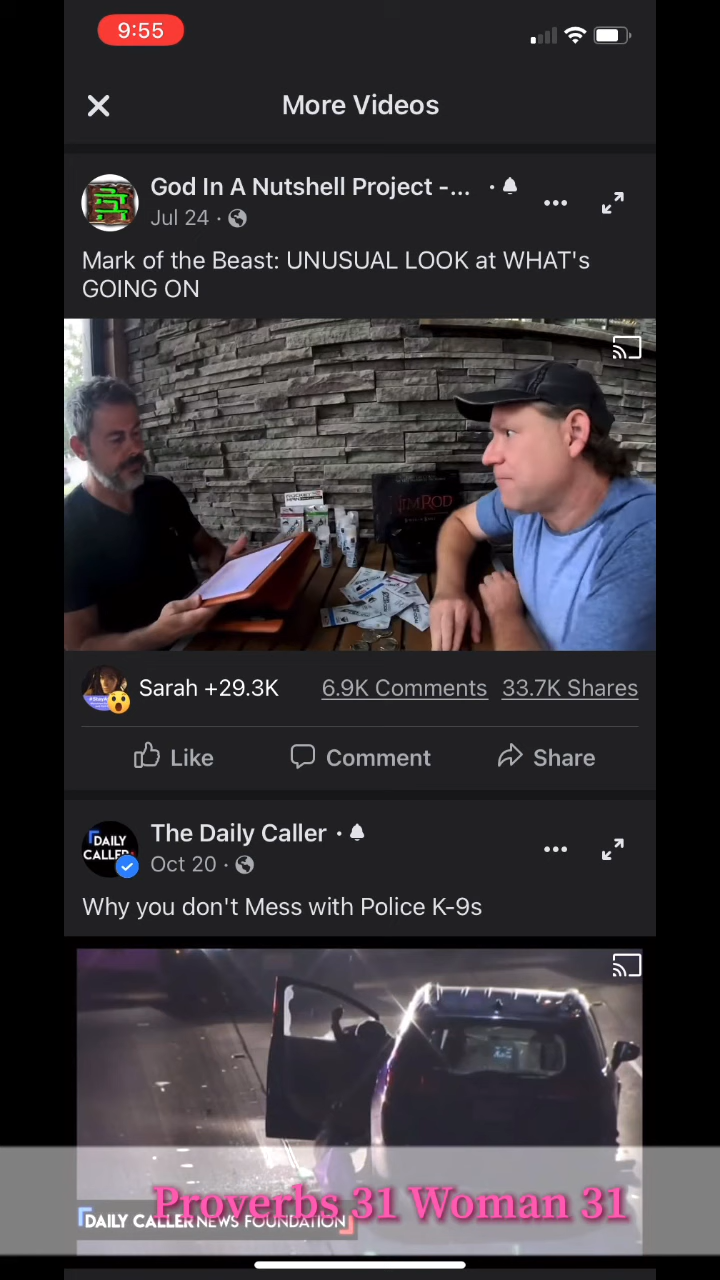 9:55
More Videos
God In A Nutshell Project -...
Jul 24
Mark of the Beast: UNUSUAL LOOK at WHAT's
GOING ON
NIMROD
Sarah +29.3K
6.9K Comments 33.7K Shares
Like Comment Share
DAILY
CALLER
The Daily Caller
Oct 20
Why you don't Mess with Police K-9s
Proverbs 31 Woman 31
DAILY CALLER NEWS FOUNDATION